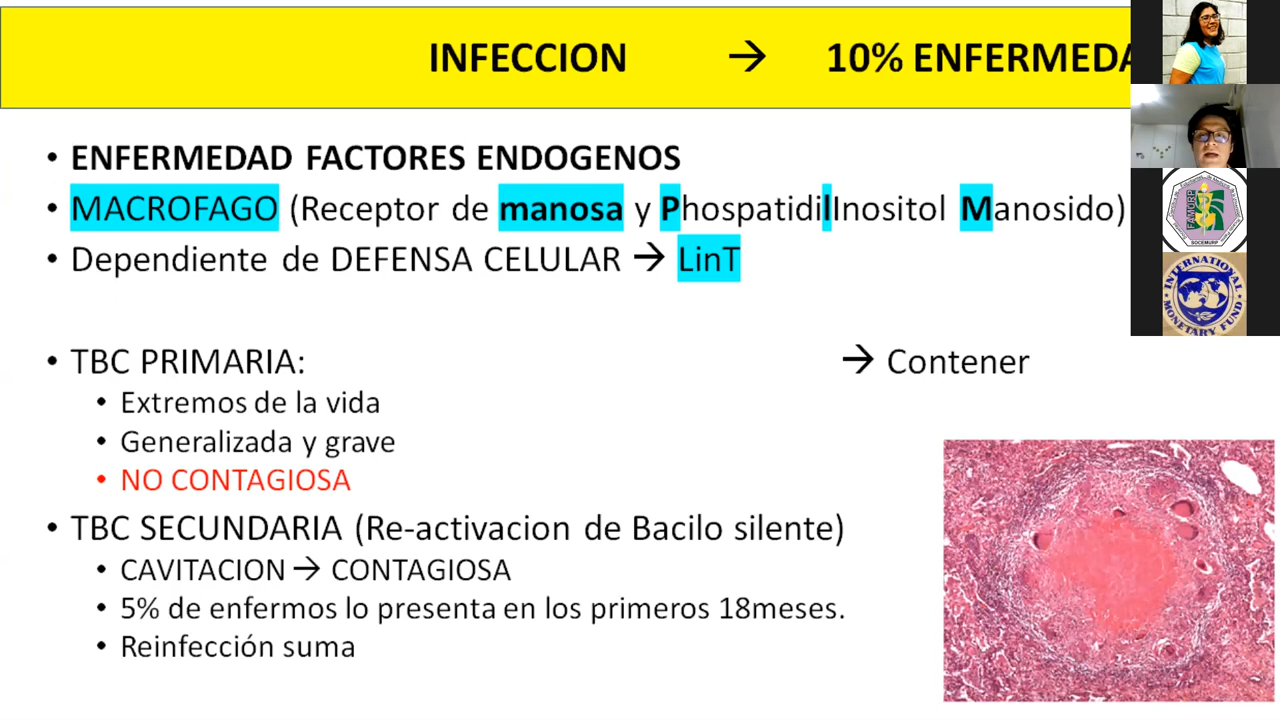 INFECCION → 10% ENFERMEDA
• ENFERMEDAD FACTORES ENDOGENOS
• MACROFAGO (Receptor de manosa y PhospatidilInositol Manosido)
• Dependiente de DEFENSA CELULAR → LinT
• TBC PRIMARIA: → Contener
• Extremos de la vida
• Generalizada y grave
• NO CONTAGIOSA
• TBC SECUNDARIA (Re-activacion de Bacilo silente)
• CAVITACION → CONTAGIOSA
• 5% de enfermos lo presenta en los primeros 18meses.
• Reinfección suma
FAMURP
SOCEMURP
INTERNATIONAL
MONETARY FUND